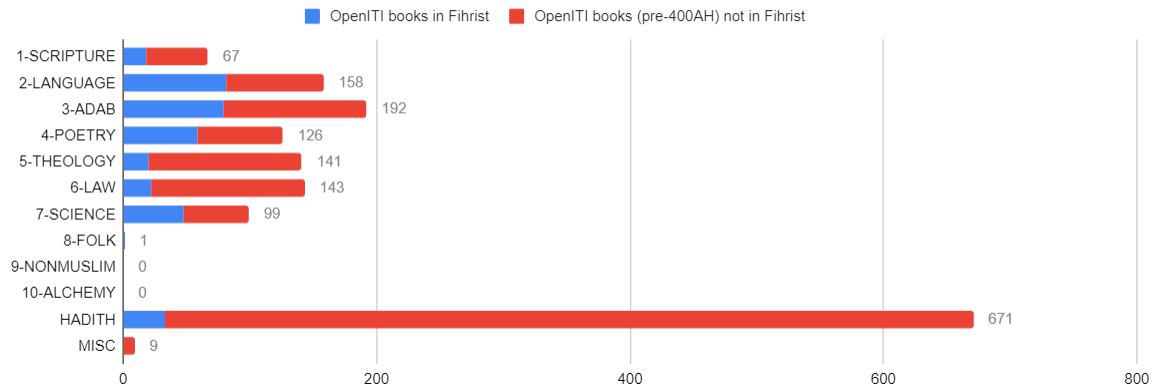 OpenITI books in Fihrist OpenITI books (pre-400AH) not in Fihrist
1-SCRIPTURE 67
2-LANGUAGE 158
3-ADAB 192
4-POETRY 126
5-THEOLOGY 141
6-LAW 143
7-SCIENCE 99
8-FOLK 1
9-NONMUSLIM 0
10-ALCHEMY 0
HADITH 671
MISC 9
0 200 400 600 800